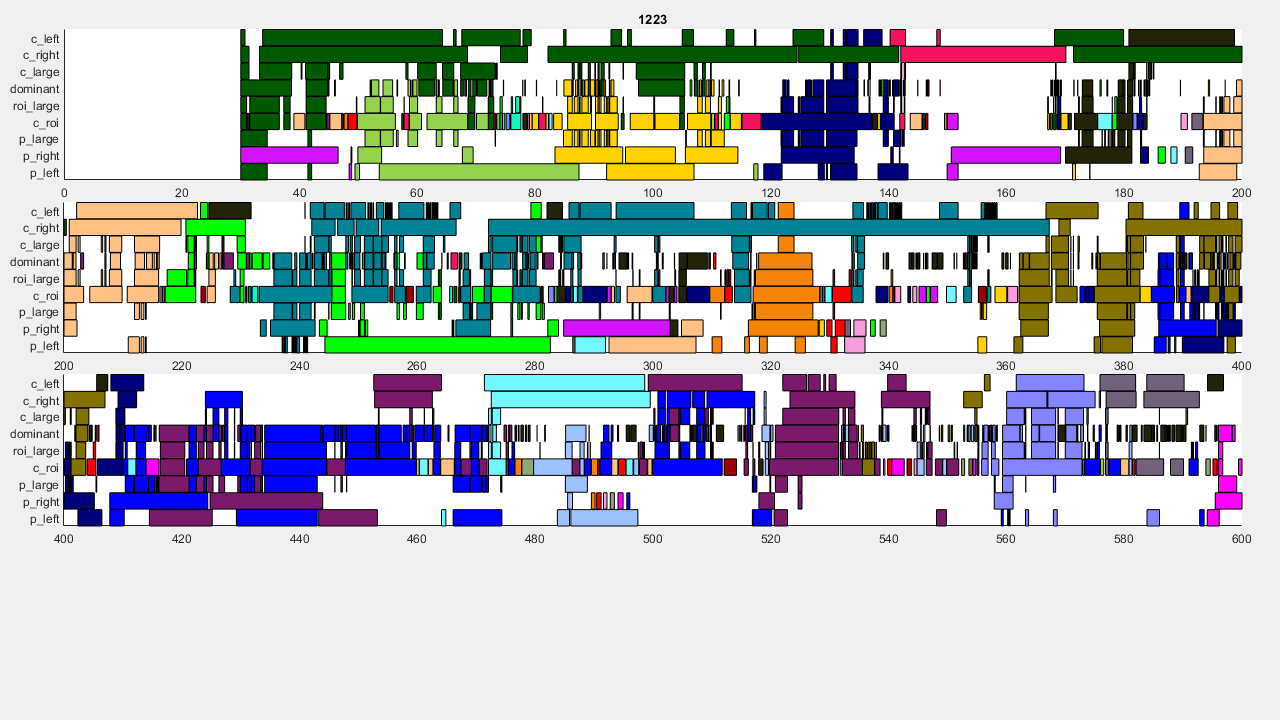 1223
c_left
c_right
c_large
dominant
roi_large
c_roi
p_large
p_right
p_left
0 20 40 60 80 100 120 140 160 180 200
c_left
c_right
c_large
dominant
roi_large
c_roi
p_large
p_right
p_left
200 220 240 260 280 300 320 340 360 380 400
c_left
c_right
c_large
dominant
roi_large
c_roi
p_large
p_right
p_left
400 420 440 460 480 500 520 540 560 580 600